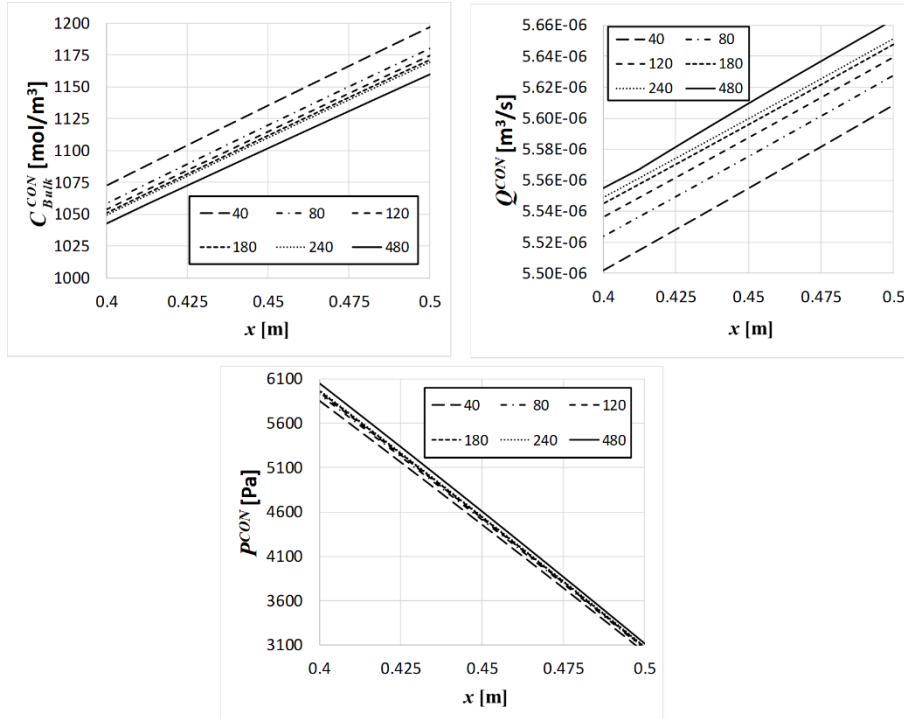 1200
1175
1150
1125
1100
1075
1050
1025
1000
C^{CON}_{Bulk} [mol/m³]
40 80 120
180 240 480
0.4 0.425 0.45 0.475 0.5
x [m]
5.66E-06
5.64E-06
5.62E-06
5.60E-06
5.58E-06
5.56E-06
5.54E-06
5.52E-06
5.50E-06
Q^{CON} [m³/s]
40 80
120 180
240 480
0.4 0.425 0.45 0.475 0.5
x [m]
6100
5600
5100
4600
4100
3600
3100
P^{CON} [Pa]
40 80 120
180 240 480
0.4 0.425 0.45 0.475 0.5
x [m]